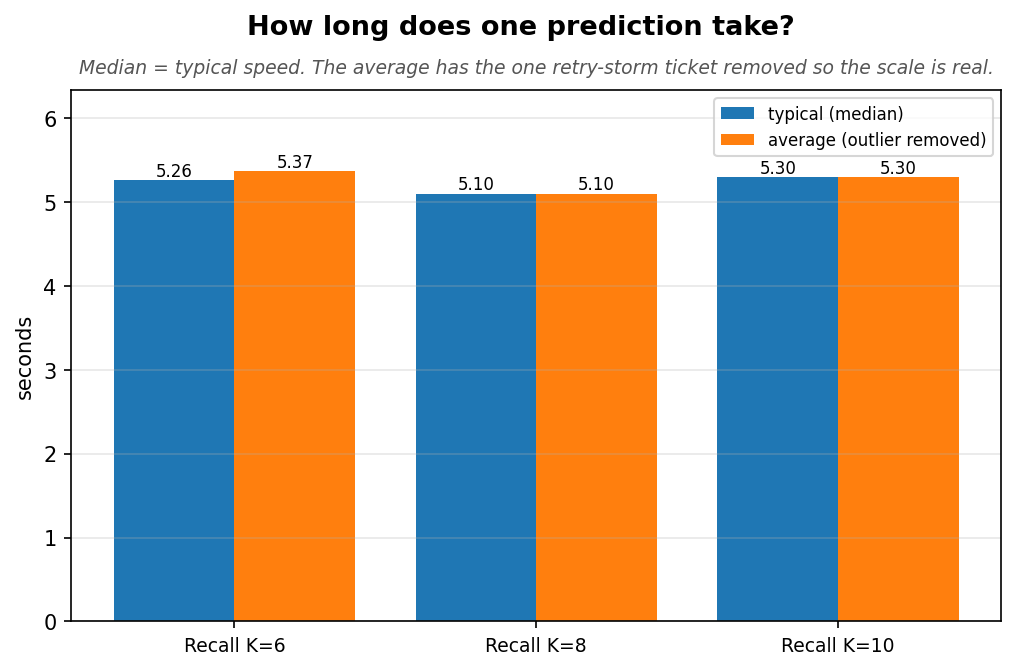 How long does one prediction take?
Median = typical speed. The average has the one retry-storm ticket removed so the scale is real.
typical (median)
average (outlier removed)
5.26
5.37
5.10
5.10
5.30
5.30
6
5
4
3
2
1
0
seconds
Recall K=6
Recall K=8
Recall K=10